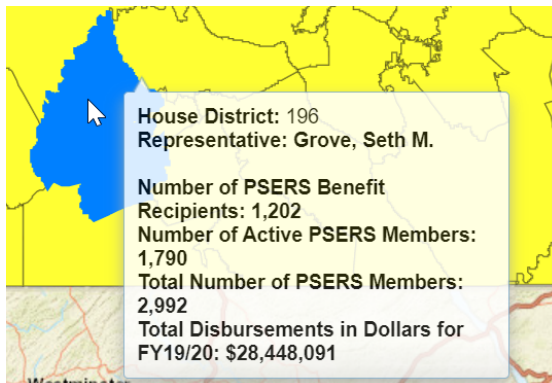 House District: 196
Representative: Grove, Seth M.
Number of PSERS Benefit
Recipients: 1,202
Number of Active PSERS Members:
1,790
Total Number of PSERS Members:
2,992
Total Disbursements in Dollars for
FY19/20: $28,448,091
Westminster